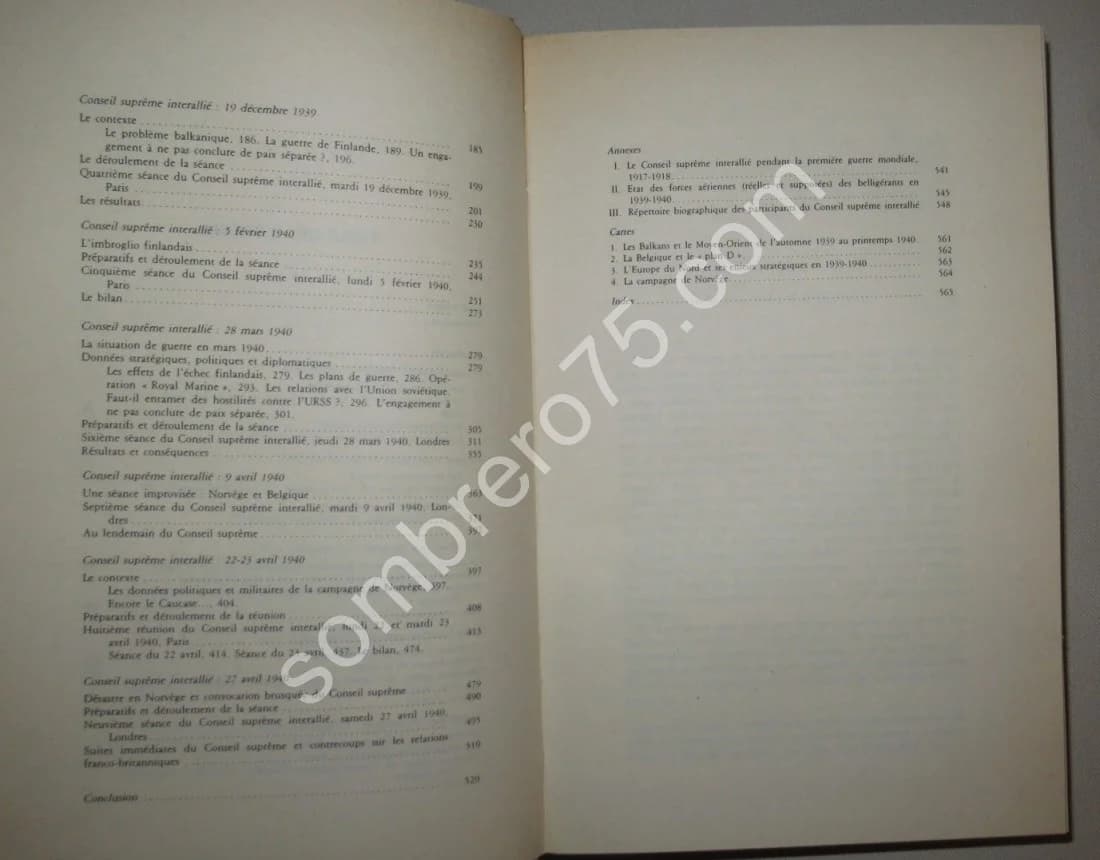 Conseil suprême interallié : 19 décembre 1939
Le contexte 185
Le problème balkanique, 186. La guerre de Finlande, 189. Un enga-
gement à ne pas conclure de paix séparée ?, 196.
Le déroulement de la séance 199
Quatrième séance du Conseil suprême interallié, mardi 19 décembre 1939,
Paris 201
Les résultats 230
Conseil suprême interallié : 5 février 1940
L'imbroglio finlandais 235
Préparatifs et déroulement de la séance 244
Cinquième séance du Conseil suprême interallié, lundi 5 février 1940,
Paris 251
Le bilan 273
Conseil suprême interallié : 28 mars 1940
La situation de guerre en mars 1940 279
Données stratégiques, politiques et diplomatiques 279
Les effets de l'échec finlandais, 279. Les plans de guerre, 286. Opé-
ration « Royal Marine », 293. Les relations avec l'Union soviétique.
Faut-il entamer des hostilités contre l'URSS ?, 296. L'engagement à
ne pas conclure de paix séparée, 301.
Préparatifs et déroulement de la séance 305
Sixième séance du Conseil suprême interallié, jeudi 28 mars 1940, Londres 311
Résultats et conséquences 355
Conseil suprême interallié : 9 avril 1940
Une séance improvisée : Norvège et Belgique 363
Septième séance du Conseil suprême interallié, mardi 9 avril 1940, Lon-
dres
Au lendemain du Conseil suprême
Conseil suprême interallié : 22-23 avril 1940
Le contexte 397
Les données politiques et militaires de la campagne de Norvège, 397.
Encore le Caucase..., 404.
Préparatifs et déroulement de la réunion 408
Huitième réunion du Conseil suprême interallié, lundi 22 et mardi 23
avril 1940, Paris 413
Séance du 22 avril, 414. Séance du 23 avril, 437. Le bilan, 474.
Conseil suprême interallié : 27 avril 1940
Désastre en Norvège et convocation brusquée du Conseil suprême 479
Préparatifs et déroulement de la séance 490
Neuvième séance du Conseil suprême interallié, samedi 27 avril 1940,
Londres 495
Suites immédiates du Conseil suprême et contrecoups sur les relations
franco-britanniques 519
Conclusion 529
Annexes
I. Le Conseil suprême interallié pendant la première guerre mondiale,
1917-1918 541
II. Etat des forces aériennes (réelles et supposées) des belligérants en
1939-1940 545
III. Répertoire biographique des participants du Conseil suprême interallié 548
Cartes
1. Les Balkans et le Moyen-Orient de l'automne 1939 au printemps 1940 561
2. La Belgique et le « plan D » 562
3. L'Europe du Nord et ses enjeux stratégiques en 1939-1940 563
4. La campagne de Norvège 564
Index 565
sombrero75.com